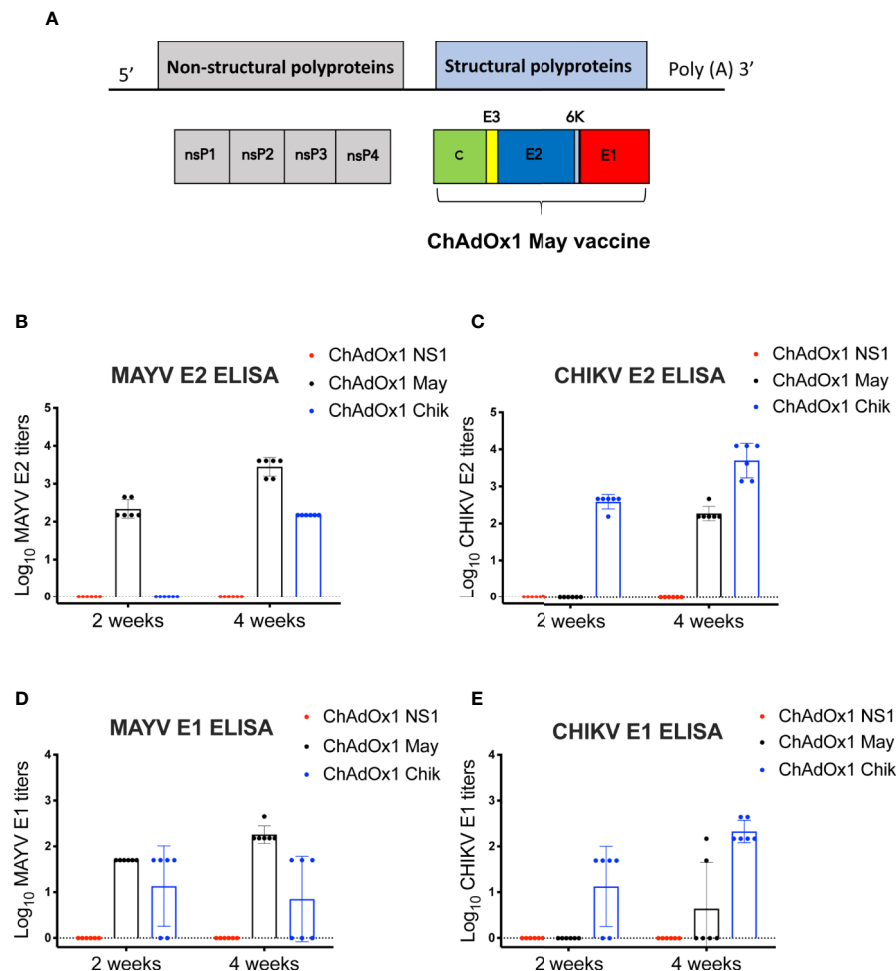 A
5’ Non-structural polyproteins Structural polyproteins Poly (A) 3’
E3 6K
nsP1 nsP2 nsP3 nsP4 C E2 E1
ChAdOx1 May vaccine
B
MAYV E2 ELISA
ChAdOx1 NS1
ChAdOx1 May
ChAdOx1 Chik
Log10 MAYV E2 titers
5
4
3
2
1
0
2 weeks 4 weeks
C
CHIKV E2 ELISA
ChAdOx1 NS1
ChAdOx1 May
ChAdOx1 Chik
Log10 CHIKV E2 titers
5
4
3
2
1
0
2 weeks 4 weeks
D
MAYV E1 ELISA
ChAdOx1 NS1
ChAdOx1 May
ChAdOx1 Chik
Log10 MAYV E1 titers
4
3
2
1
0
2 weeks 4 weeks
E
CHIKV E1 ELISA
ChAdOx1 NS1
ChAdOx1 May
ChAdOx1 Chik
Log10 CHIKV E1 titers
4
3
2
1
0
2 weeks 4 weeks